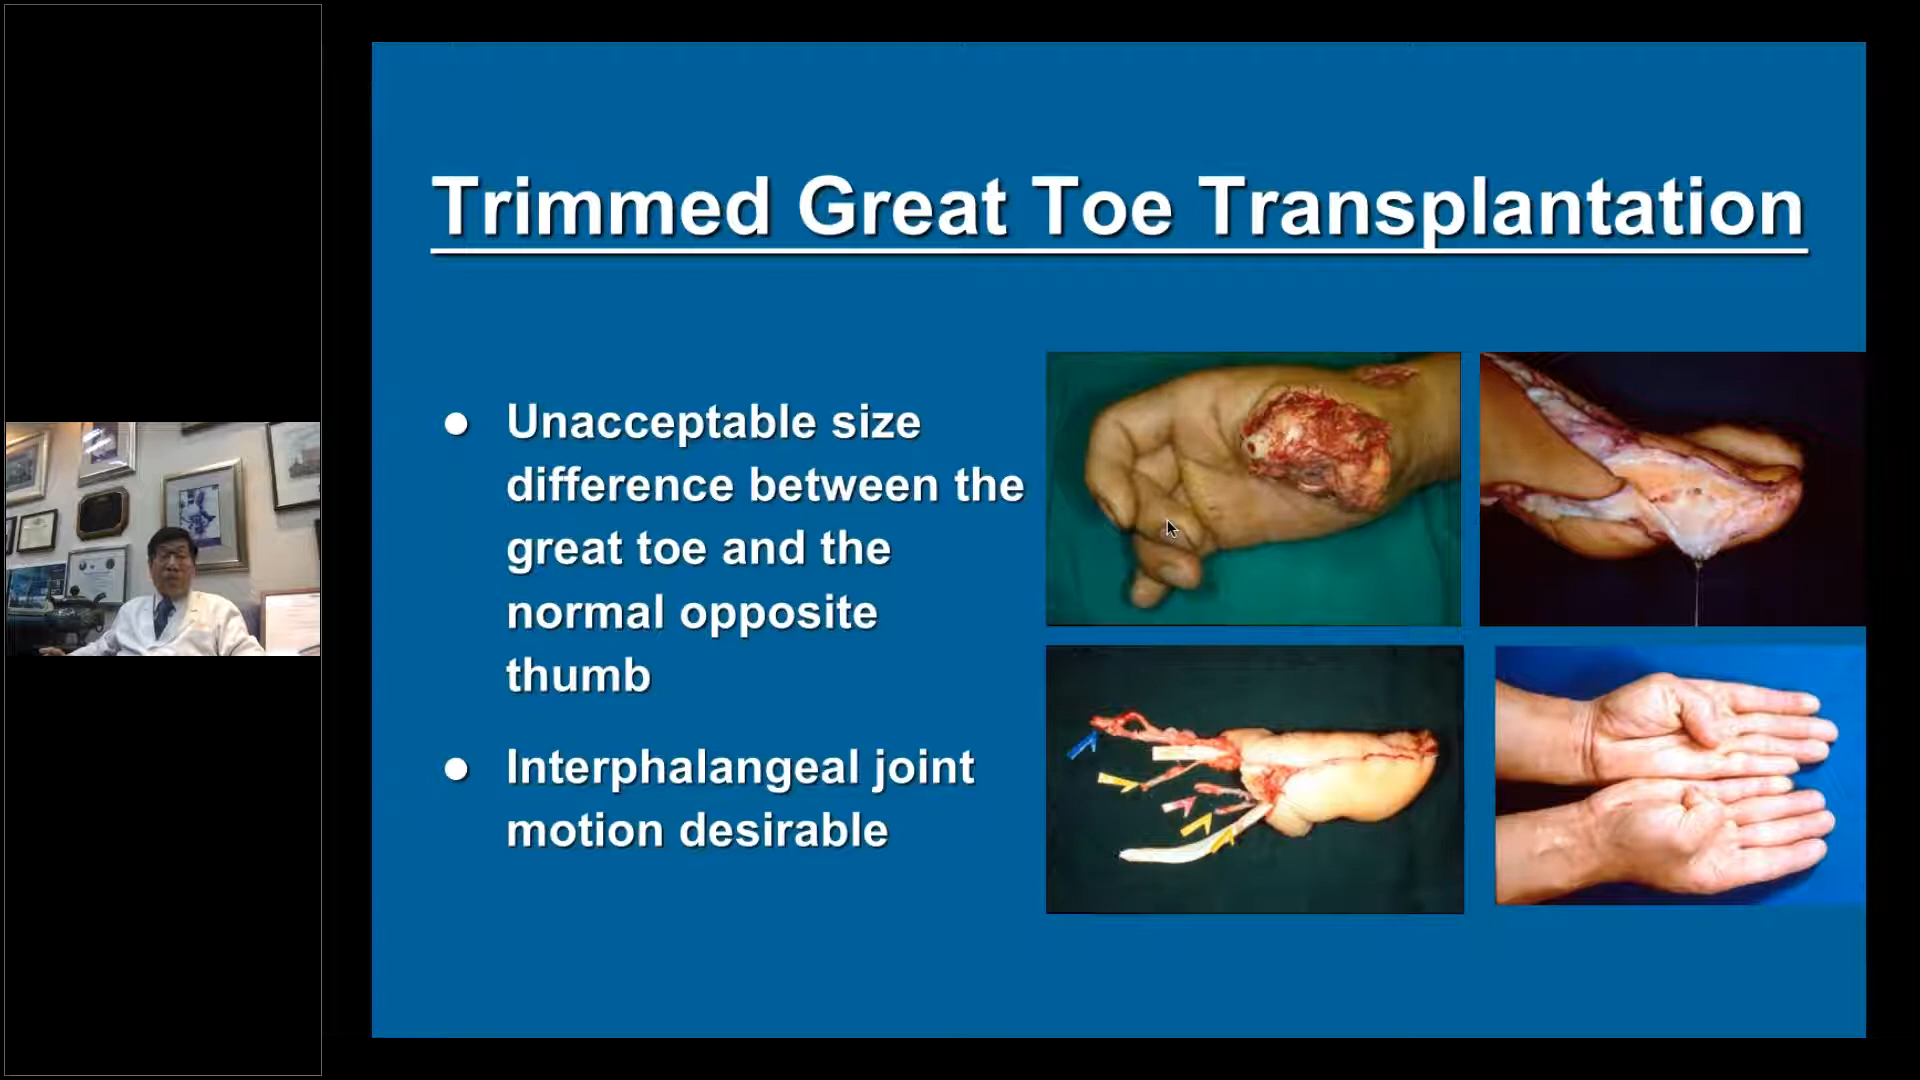 Trimmed Great Toe Transplantation
● Unacceptable size
difference between the
great toe and the
normal opposite
thumb
● Interphalangeal joint
motion desirable